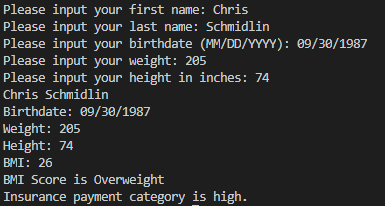 Please input your first name: Chris
Please input your last name: Schmidlin
Please input your birthdate (MM/DD/YYYY): 09/30/1987
Please input your weight: 205
Please input your height in inches: 74
Chris Schmidlin
Birthdate: 09/30/1987
Weight: 205
Height: 74
BMI: 26
BMI Score is Overweight
Insurance payment category is high.